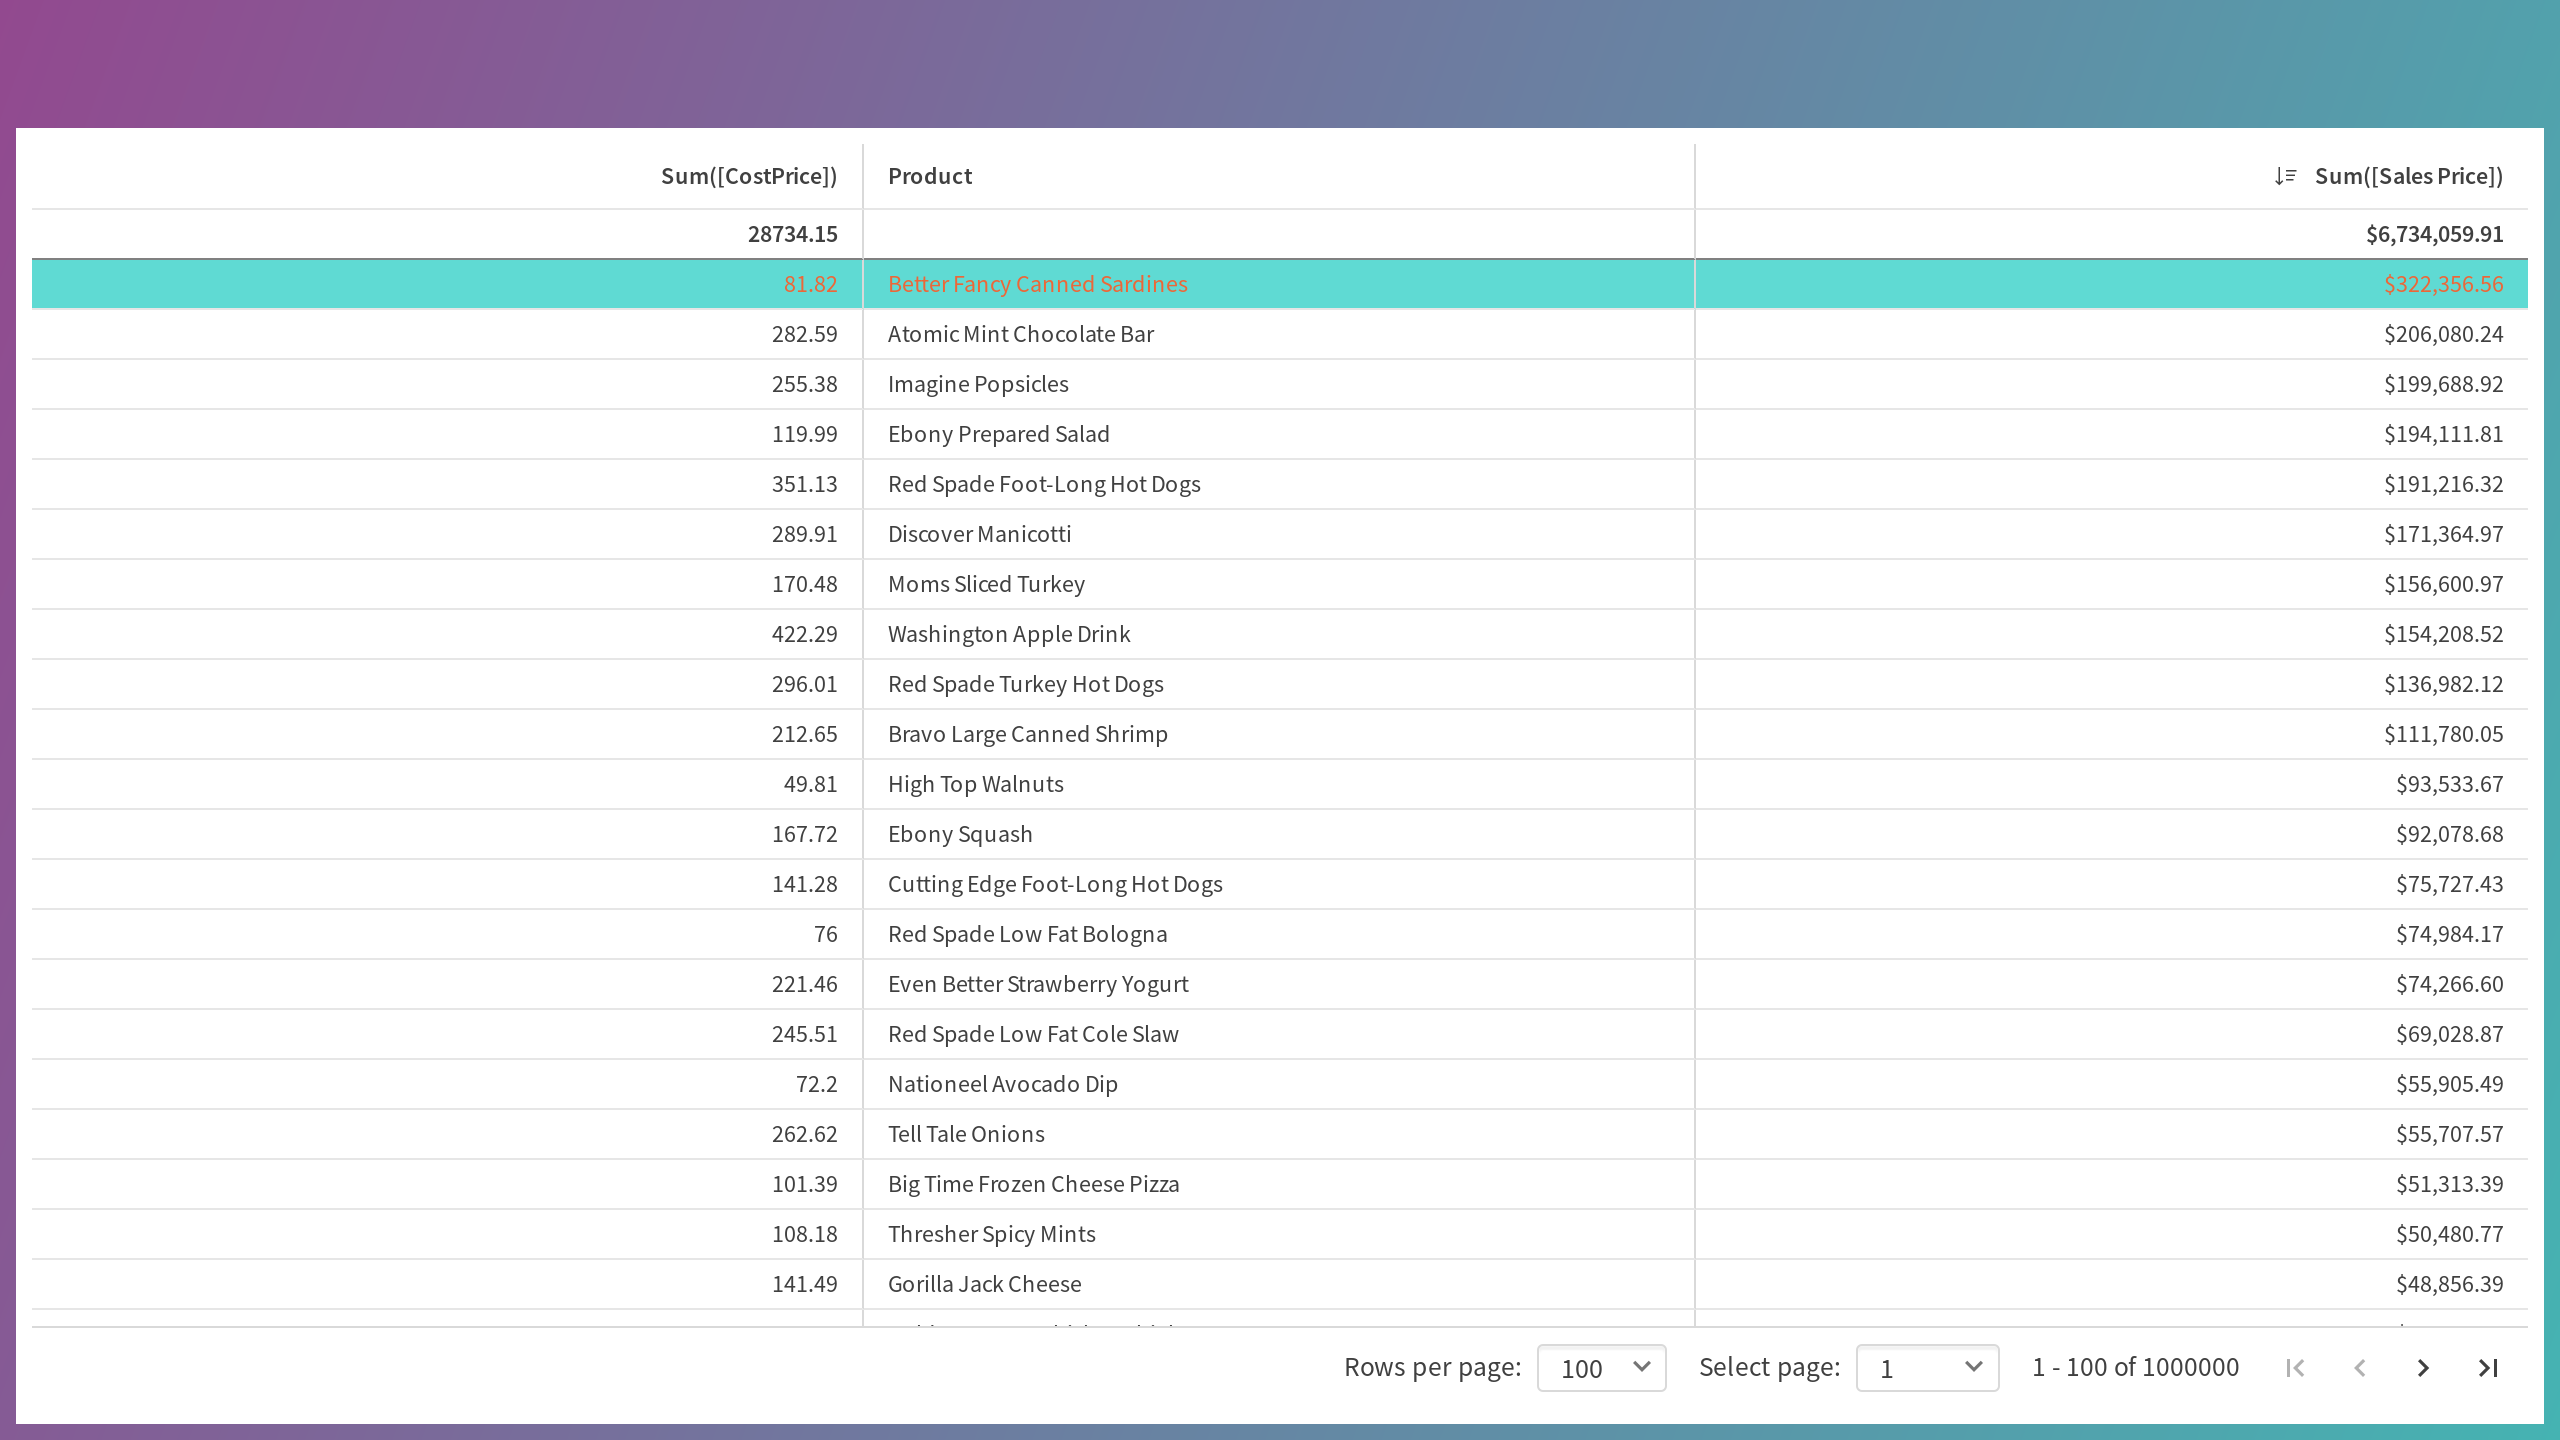 Sum([CostPrice]) Product Sum([Sales Price])
28734.15 $6,734,059.91
81.82 Better Fancy Canned Sardines $322,356.56
282.59 Atomic Mint Chocolate Bar $206,080.24
255.38 Imagine Popsicles $199,688.92
119.99 Ebony Prepared Salad $194,111.81
351.13 Red Spade Foot-Long Hot Dogs $191,216.32
289.91 Discover Manicotti $171,364.97
170.48 Moms Sliced Turkey $156,600.97
422.29 Washington Apple Drink $154,208.52
296.01 Red Spade Turkey Hot Dogs $136,982.12
212.65 Bravo Large Canned Shrimp $111,780.05
49.81 High Top Walnuts $93,533.67
167.72 Ebony Squash $92,078.68
141.28 Cutting Edge Foot-Long Hot Dogs $75,727.43
76 Red Spade Low Fat Bologna $74,984.17
221.46 Even Better Strawberry Yogurt $74,266.60
245.51 Red Spade Low Fat Cole Slaw $69,028.87
72.2 Nationeel Avocado Dip $55,905.49
262.62 Tell Tale Onions $55,707.57
101.39 Big Time Frozen Cheese Pizza $51,313.39
108.18 Thresher Spicy Mints $50,480.77
141.49 Gorilla Jack Cheese $48,856.39
Rows per page: 100 Select page: 1 1 - 100 of 1000000